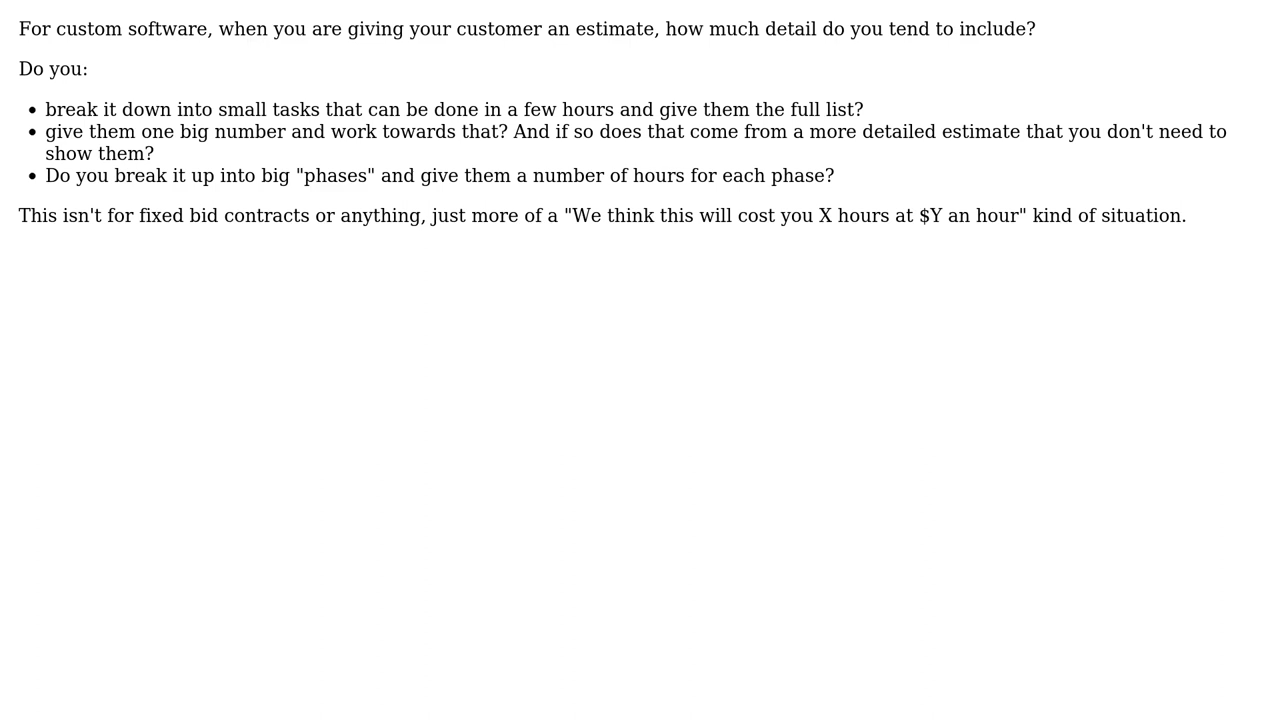 For custom software, when you are giving your customer an estimate, how much detail do you tend to include?
Do you:
• break it down into small tasks that can be done in a few hours and give them the full list?
• give them one big number and work towards that? And if so does that come from a more detailed estimate that you don't need to
show them?
• Do you break it up into big "phases" and give them a number of hours for each phase?
This isn't for fixed bid contracts or anything, just more of a "We think this will cost you X hours at $Y an hour" kind of situation.